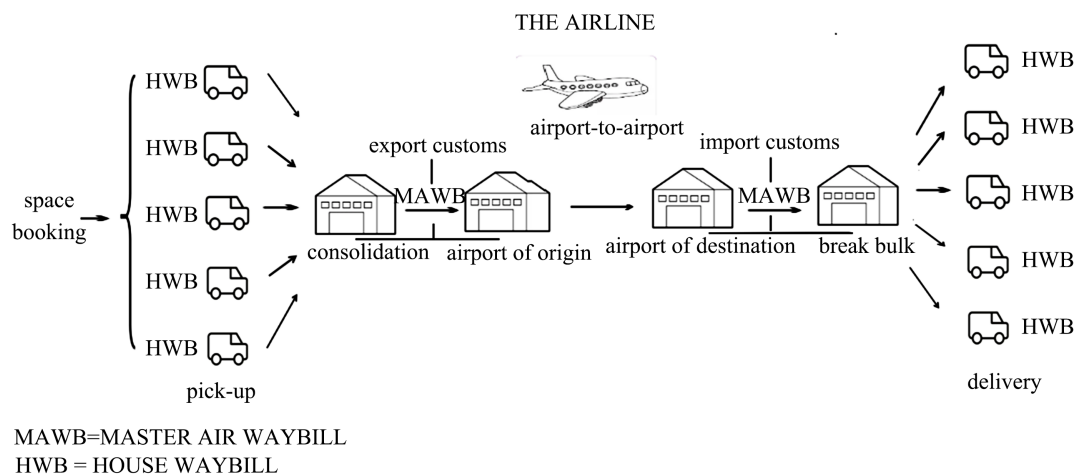 THE AIRLINE
HWB
HWB
HWB
HWB
HWB
space
booking
pick-up
export customs
MAWB
consolidation
airport of origin
airport-to-airport
import customs
MAWB
airport of destination
break bulk
HWB
HWB
HWB
HWB
HWB
delivery
MAWB=MASTER AIR WAYBILL
HWB = HOUSE WAYBILL